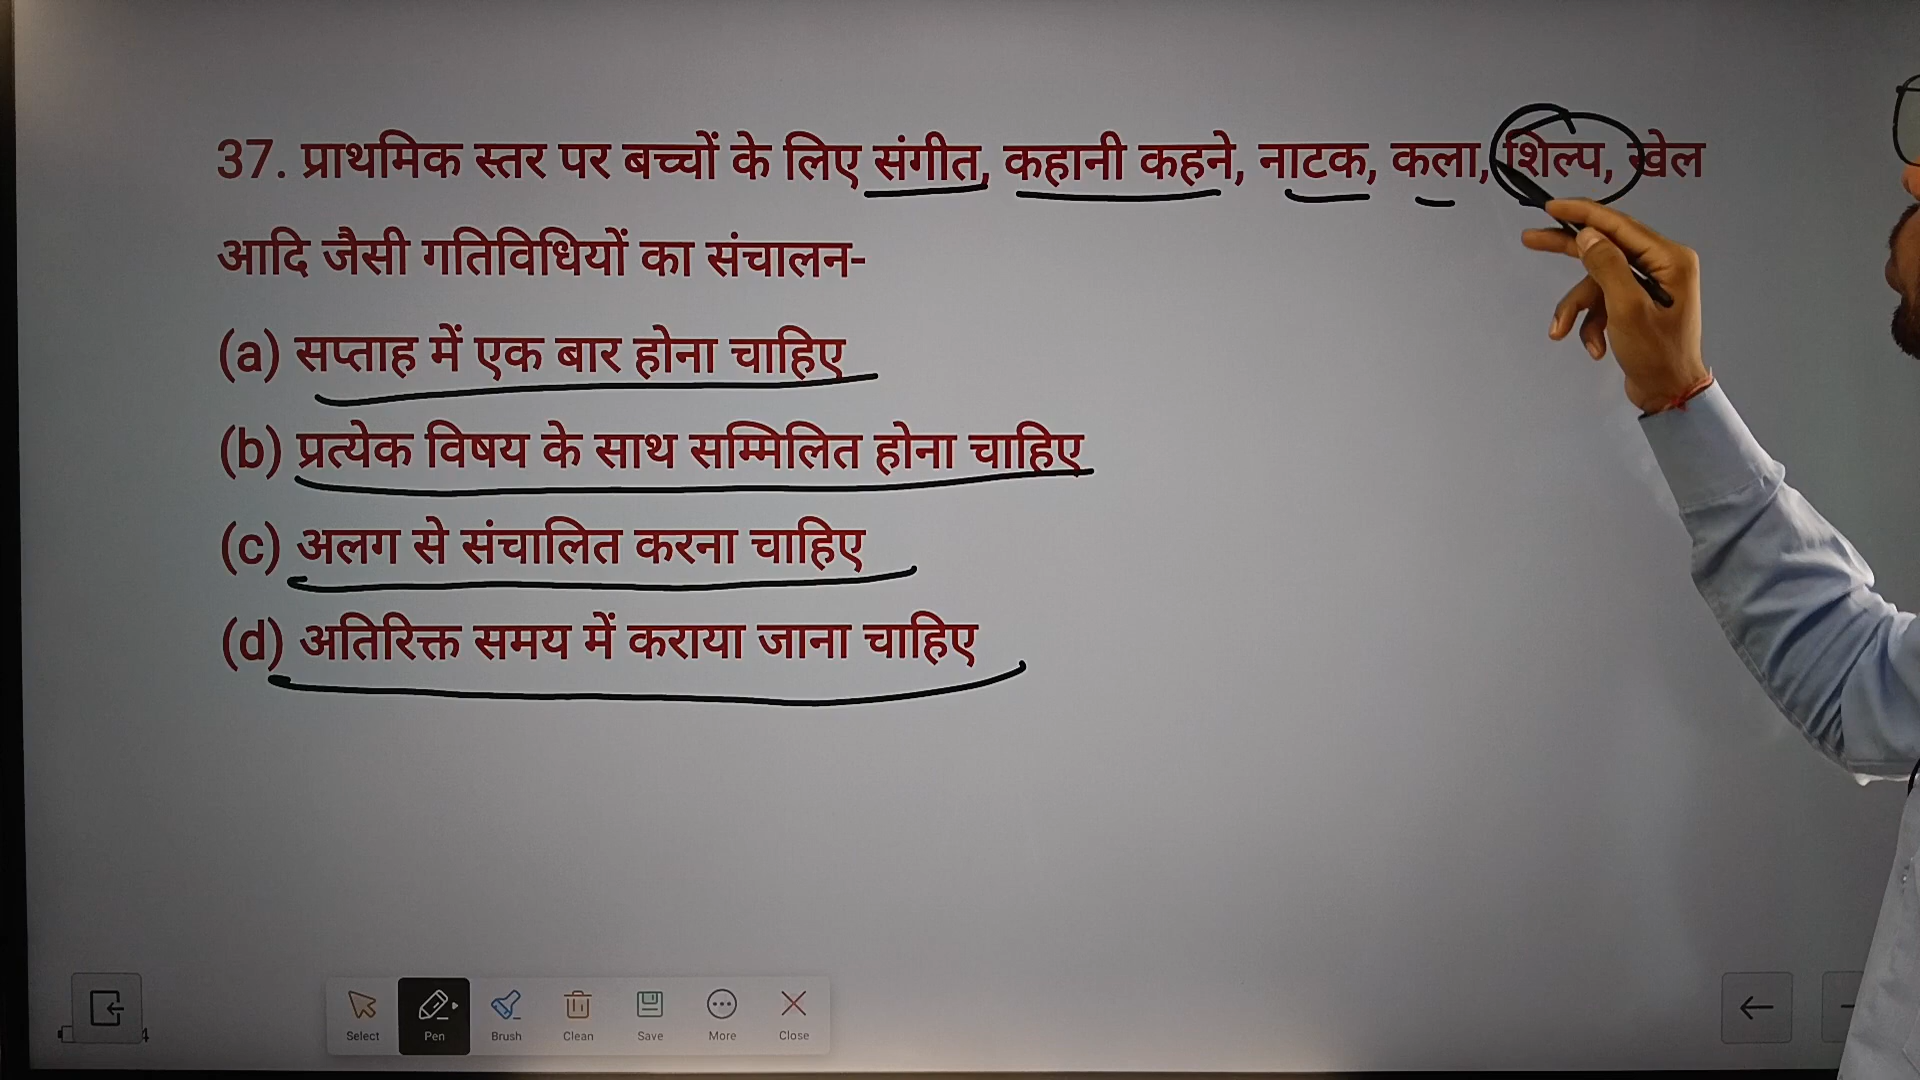 37. प्राथमिक स्तर पर बच्चों के लिए संगीत, कहानी कहने, नाटक, कला, शिल्प, खेल
आदि जैसी गतिविधियों का संचालन-
(a) सप्ताह में एक बार होना चाहिए
(b) प्रत्येक विषय के साथ सम्मिलित होना चाहिए
(c) अलग से संचालित करना चाहिए
(d) अतिरिक्त समय में कराया जाना चाहिए
Select Pen Brush Clean Save More Close